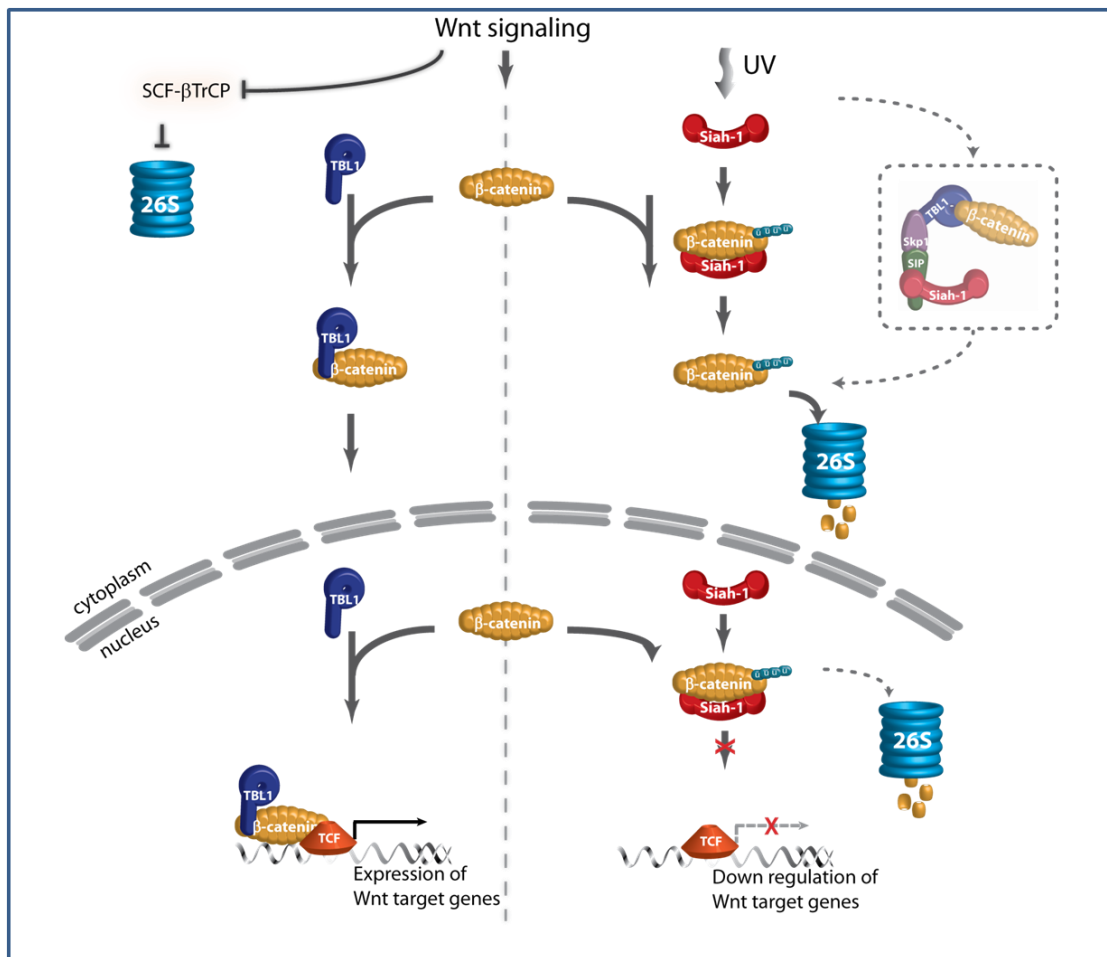 Wnt signaling
SCF-βTrCP
UV
26S
TBL1
β-catenin
Siah-1
β-catenin
Siah-1
TBL1
β-catenin
Skp1
SIP
Siah-1
TBL1
β-catenin
β-catenin
26S
cytoplasm
nucleus
TBL1
β-catenin
Siah-1
β-catenin
Siah-1
26S
TBL1
β-catenin
TCF
Expression of
Wnt target genes
TCF
Down regulation of
Wnt target genes